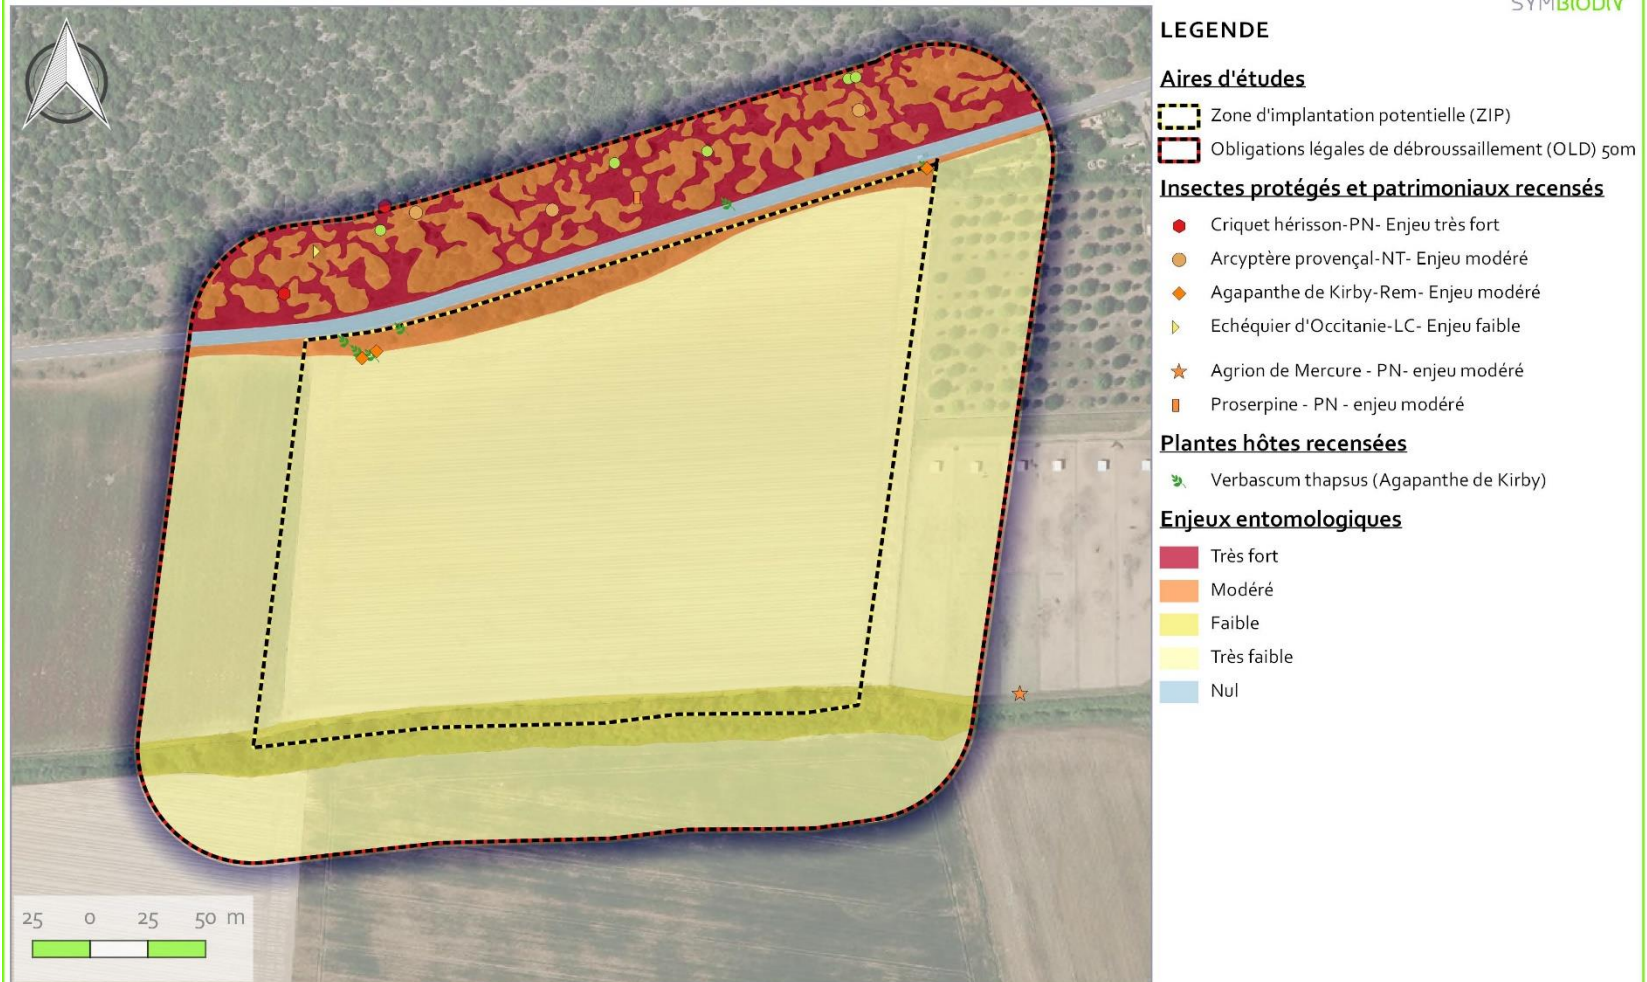 SYMBIODIV
LEGENDE
Aires d'études
Zone d'implantation potentielle (ZIP)
Obligations légales de débroussaillement (OLD) 50m
Insectes protégés et patrimoniaux recensés
Criquet hérisson-PN- Enjeu très fort
Arcyptère provençal-NT- Enjeu modéré
Agapanthe de Kirby-Rem- Enjeu modéré
Echéquier d'Occitanie-LC- Enjeu faible
Agrion de Mercure - PN- enjeu modéré
Proserpine - PN - enjeu modéré
Plantes hôtes recensées
Verbascum thapsus (Agapanthe de Kirby)
Enjeux entomologiques
Très fort
Modéré
Faible
Très faible
Nul
25 0 25 50 m